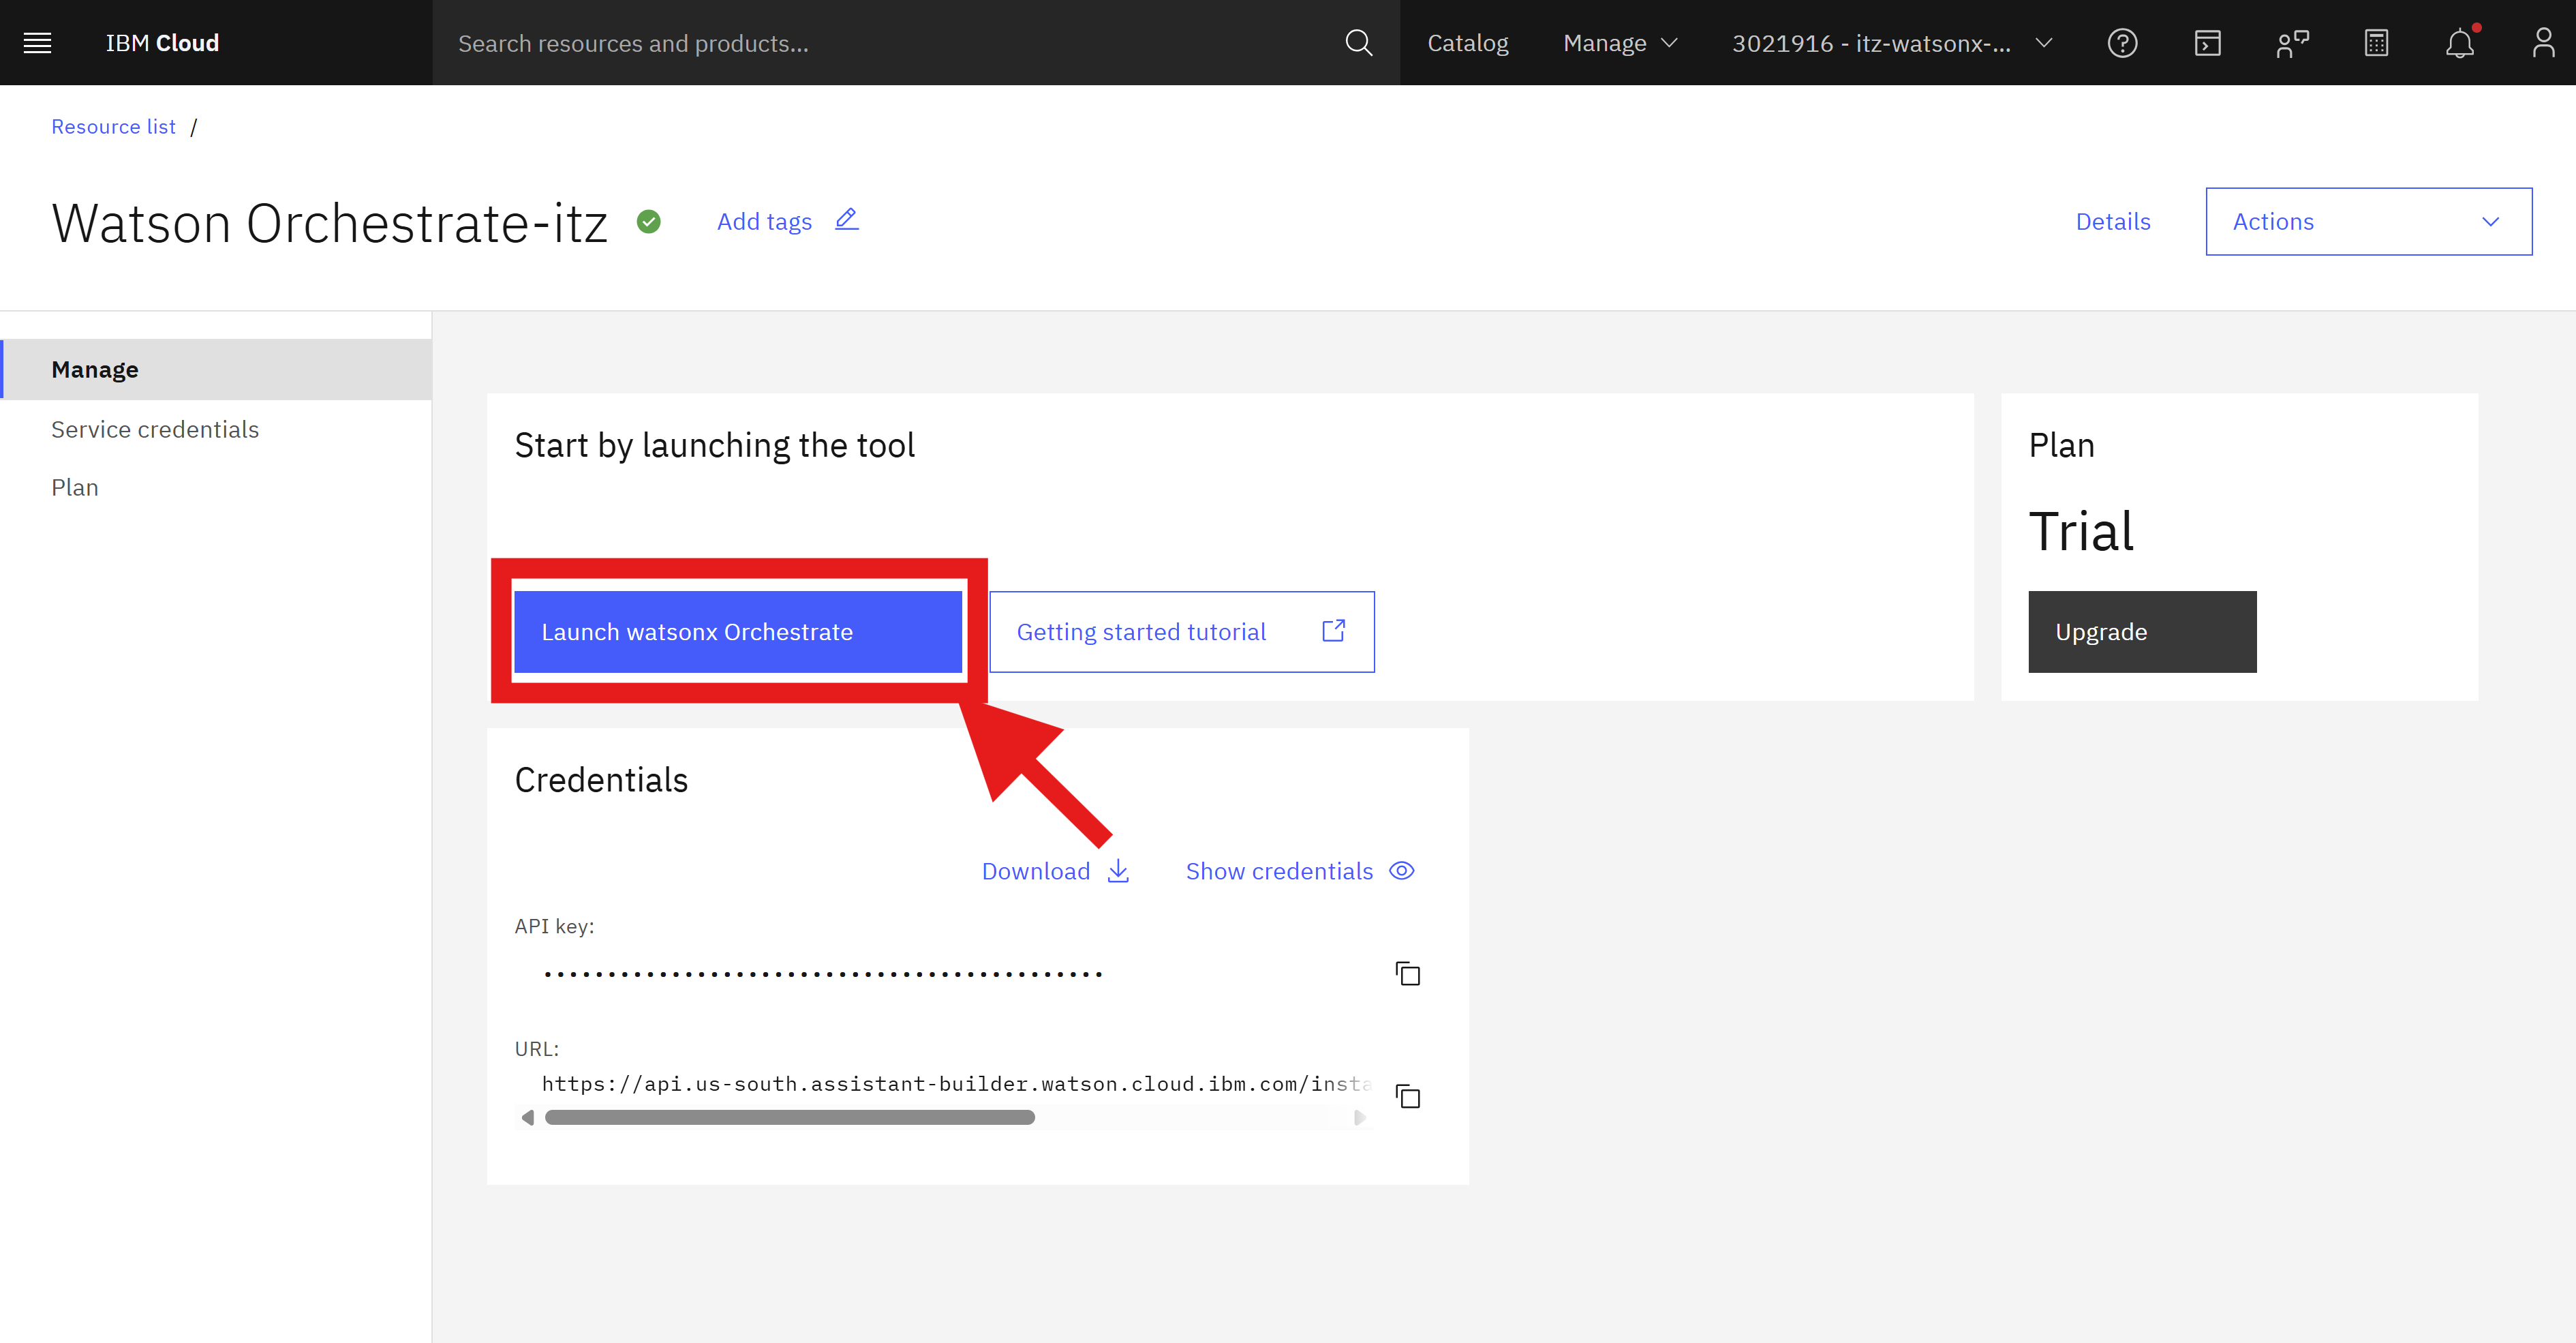 IBM Cloud
Search resources and products...
Catalog
Manage
3021916 - itz-watsonx-...
Resource list /
Watson Orchestrate-itz
Add tags
Details
Actions
Manage
Service credentials
Plan
Start by launching the tool
Launch watsonx Orchestrate
Getting started tutorial
Plan
Trial
Upgrade
Credentials
Download
Show credentials
API key:
••••••••••••••••••••••••••••••••••••••••••••
URL:
https://api.us-south.assistant-builder.watson.cloud.ibm.com/insta